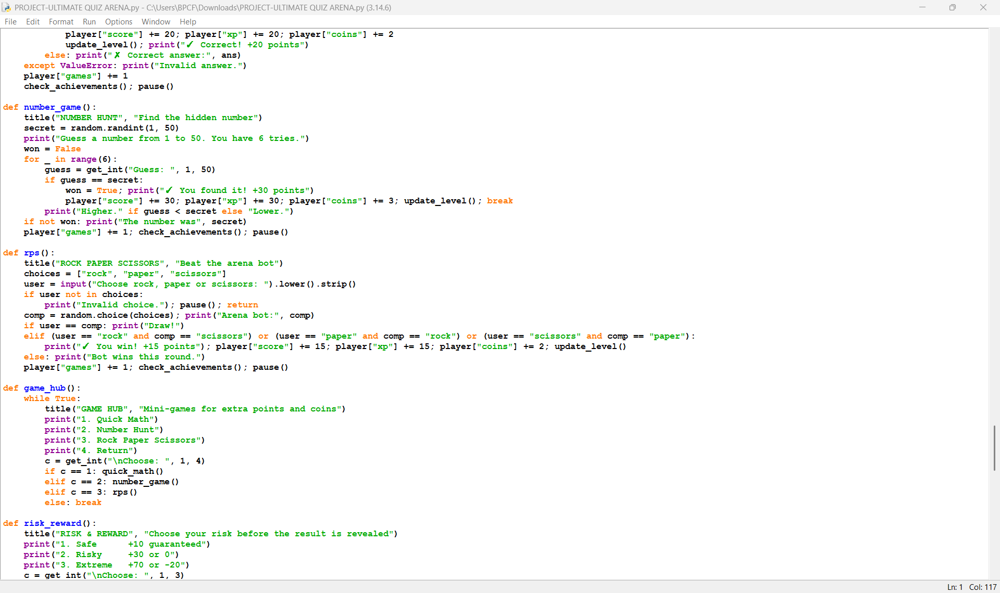 PROJECT-ULTIMATE QUIZ ARENA.py - C:\Users\BPCF\Downloads\PROJECT-ULTIMATE QUIZ ARENA.py (3.14.6)
File Edit Format Run Options Window Help
            player["score"] += 20; player["xp"] += 20; player["coins"] += 2
            update_level(); print("✓ Correct! +20 points")
        else: print("✗ Correct answer:", ans)
    except ValueError: print("Invalid answer.")
    player["games"] += 1
    check_achievements(); pause()

def number_game():
    title("NUMBER HUNT", "Find the hidden number")
    secret = random.randint(1, 50)
    print("Guess a number from 1 to 50. You have 6 tries.")
    won = False
    for _ in range(6):
        guess = get_int("Guess: ", 1, 50)
        if guess == secret:
            won = True; print("✓ You found it! +30 points")
            player["score"] += 30; player["xp"] += 30; player["coins"] += 3; update_level(); break
        print("Higher." if guess < secret else "Lower.")
    if not won: print("The number was", secret)
    player["games"] += 1; check_achievements(); pause()

def rps():
    title("ROCK PAPER SCISSORS", "Beat the arena bot")
    choices = ["rock", "paper", "scissors"]
    user = input("Choose rock, paper or scissors: ").lower().strip()
    if user not in choices:
        print("Invalid choice."); pause(); return
    comp = random.choice(choices); print("Arena bot:", comp)
    if user == comp: print("Draw!")
    elif (user == "rock" and comp == "scissors") or (user == "paper" and comp == "rock") or (user == "scissors" and comp == "paper"):
        print("✓ You win! +15 points"); player["score"] += 15; player["xp"] += 15; player["coins"] += 2; update_level()
    else: print("Bot wins this round.")
    player["games"] += 1; check_achievements(); pause()

def game_hub():
    while True:
        title("GAME HUB", "Mini-games for extra points and coins")
        print("1. Quick Math")
        print("2. Number Hunt")
        print("3. Rock Paper Scissors")
        print("4. Return")
        c = get_int("\nChoose: ", 1, 4)
        if c == 1: quick_math()
        elif c == 2: number_game()
        elif c == 3: rps()
        else: break

def risk_reward():
    title("RISK & REWARD", "Choose your risk before the result is revealed")
    print("1. Safe      +10 guaranteed")
    print("2. Risky     +30 or 0")
    print("3. Extreme   +70 or -20")
    c = get_int("\nChoose: ", 1, 3)
Ln: 1 Col: 117